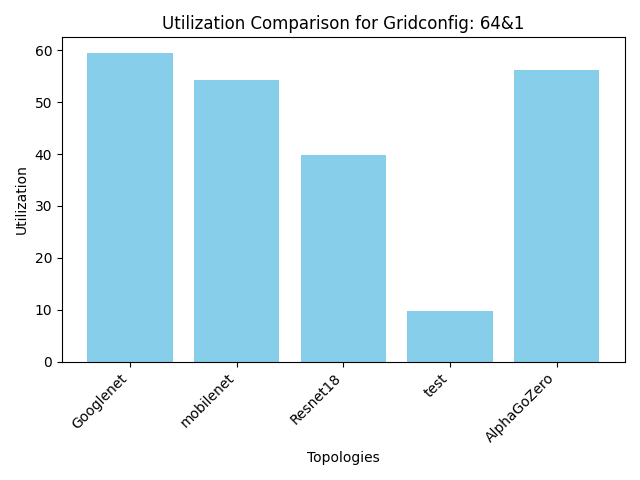 Utilization Comparison for Gridconfig: 64&1
Utilization
60
50
40
30
20
10
0
Googlenet
mobilenet
Resnet18
test
AlphaGoZero
Topologies